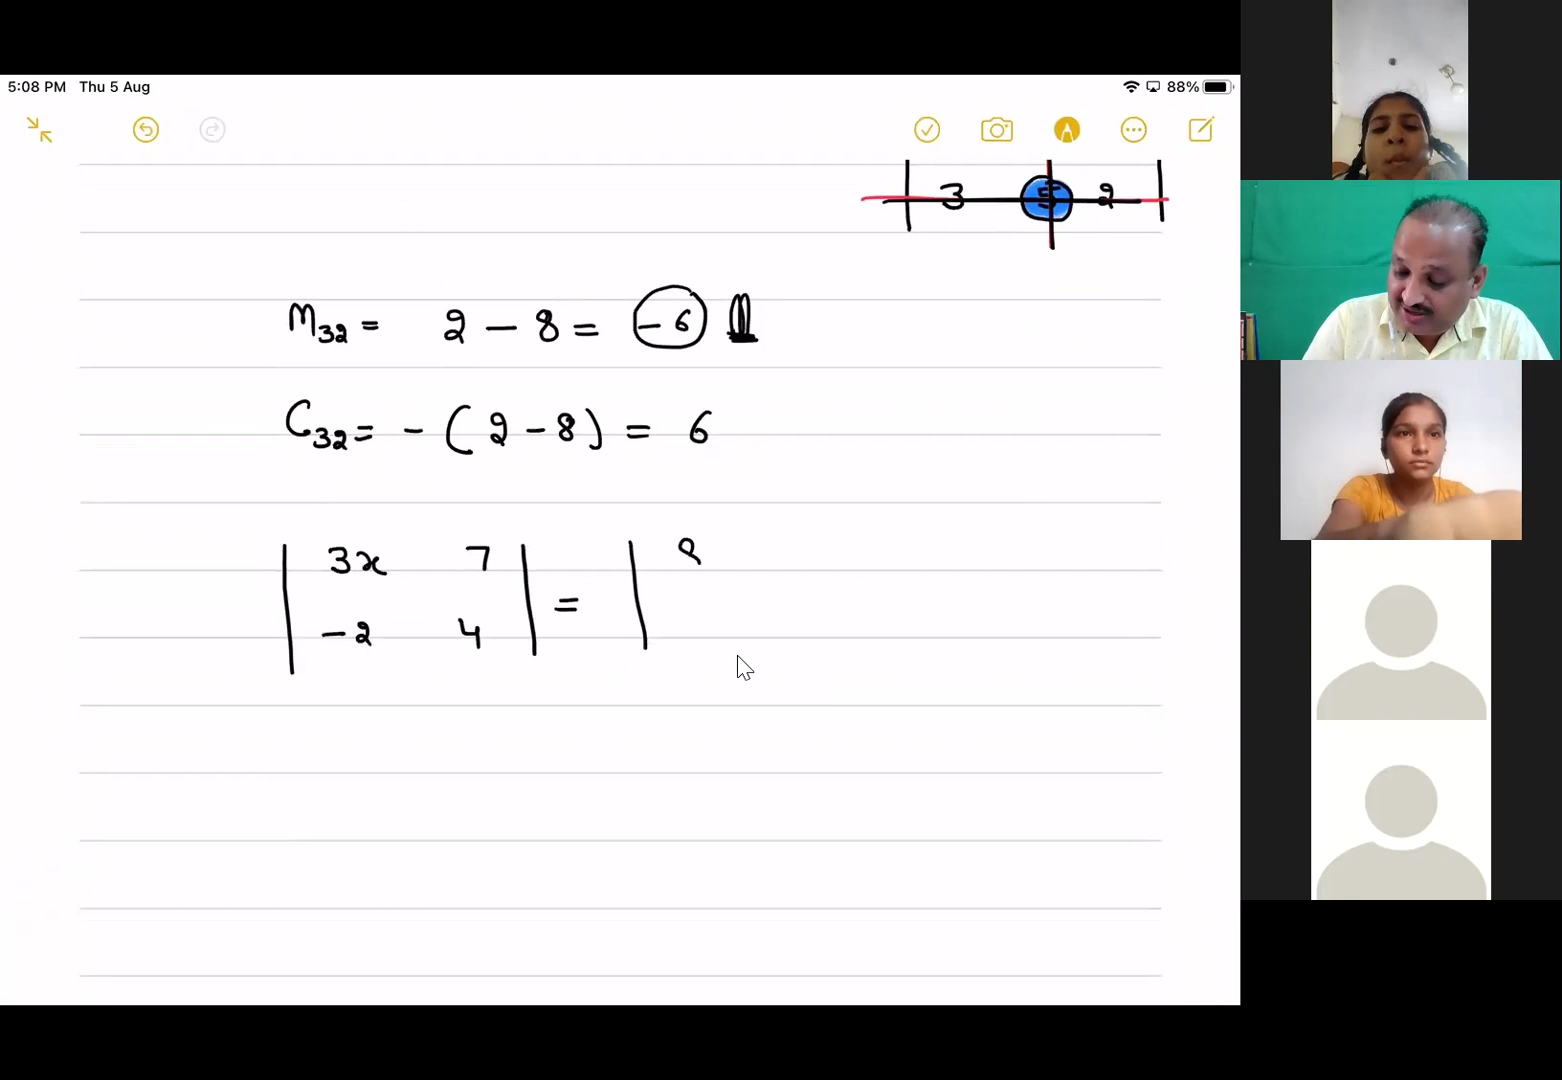 5:08 PM Thu 5 Aug 88%
3 5 2
M32 = 2 - 8 = -6
C32 = - (2 - 8) = 6
| 3x 7 | = | 8
-2 4